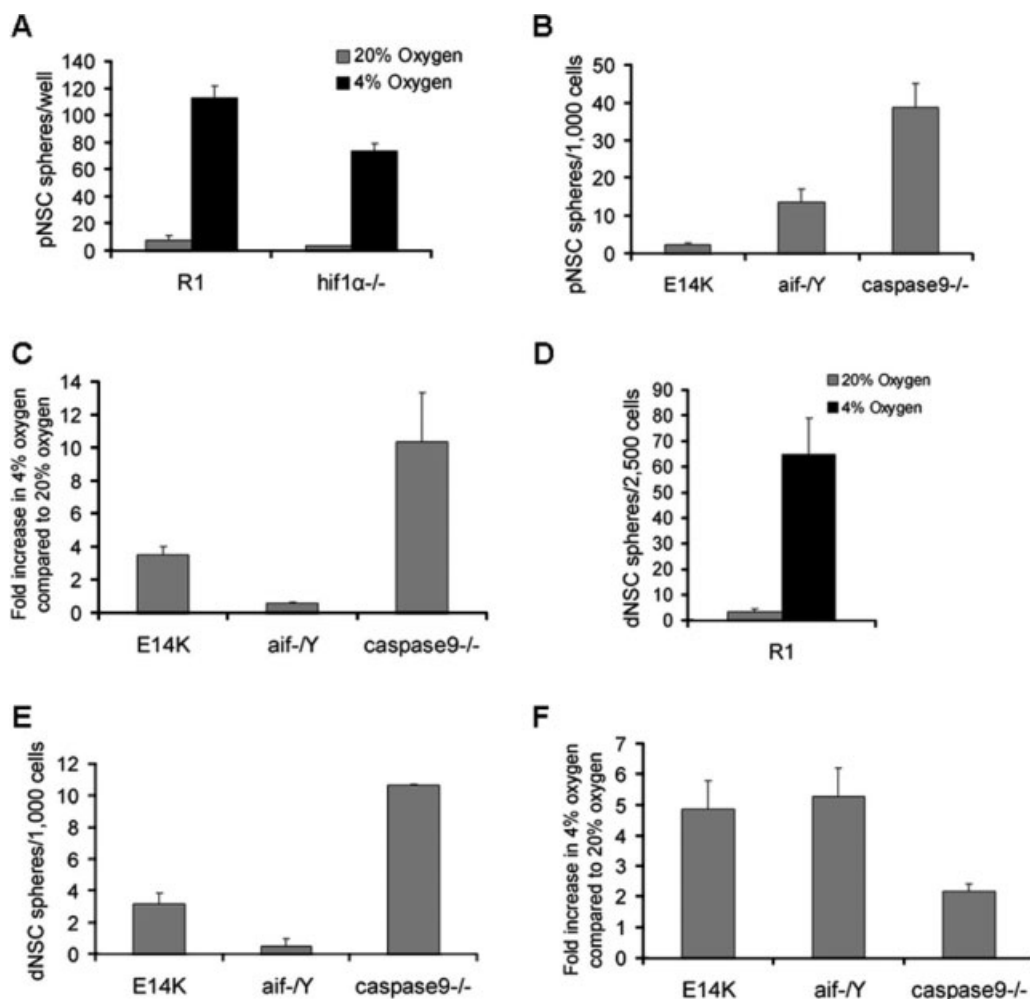 A
pNSC spheres/well
140
120
100
80
60
40
20
0
20% Oxygen
4% Oxygen
R1
hif1α-/-
B
pNSC spheres/1,000 cells
50
40
30
20
10
0
E14K
aif-/Y
caspase9-/-
C
Fold increase in 4% oxygen
compared to 20% oxygen
14
12
10
8
6
4
2
0
E14K
aif-/Y
caspase9-/-
D
dNSC spheres/2,500 cells
90
80
70
60
50
40
30
20
10
0
20% Oxygen
4% Oxygen
R1
E
dNSC spheres/1,000 cells
12
10
8
6
4
2
0
E14K
aif-/Y
caspase9-/-
F
Fold increase in 4% oxygen
compared to 20% oxygen
7
6
5
4
3
2
1
0
E14K
aif-/Y
caspase9-/-